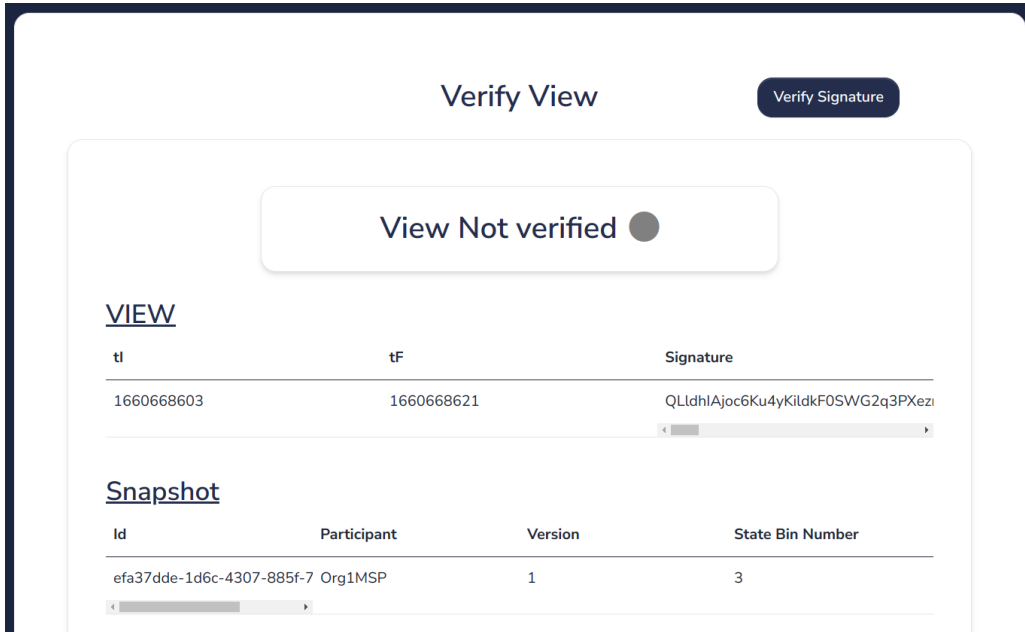 Verify View
Verify Signature
View Not verified
VIEW
tI tF Signature
1660668603 1660668621 QLldhIAjoc6Ku4yKildkF0SWG2q3PXezı
Snapshot
Id Participant Version State Bin Number
efa37dde-1d6c-4307-885f-7 Org1MSP 1 3